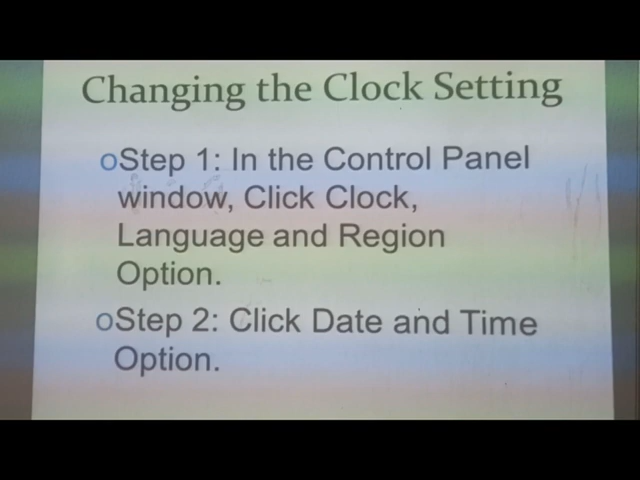 Changing the Clock Setting
oStep 1: In the Control Panel
window, Click Clock,
Language and Region
Option.
oStep 2: Click Date and Time
Option.